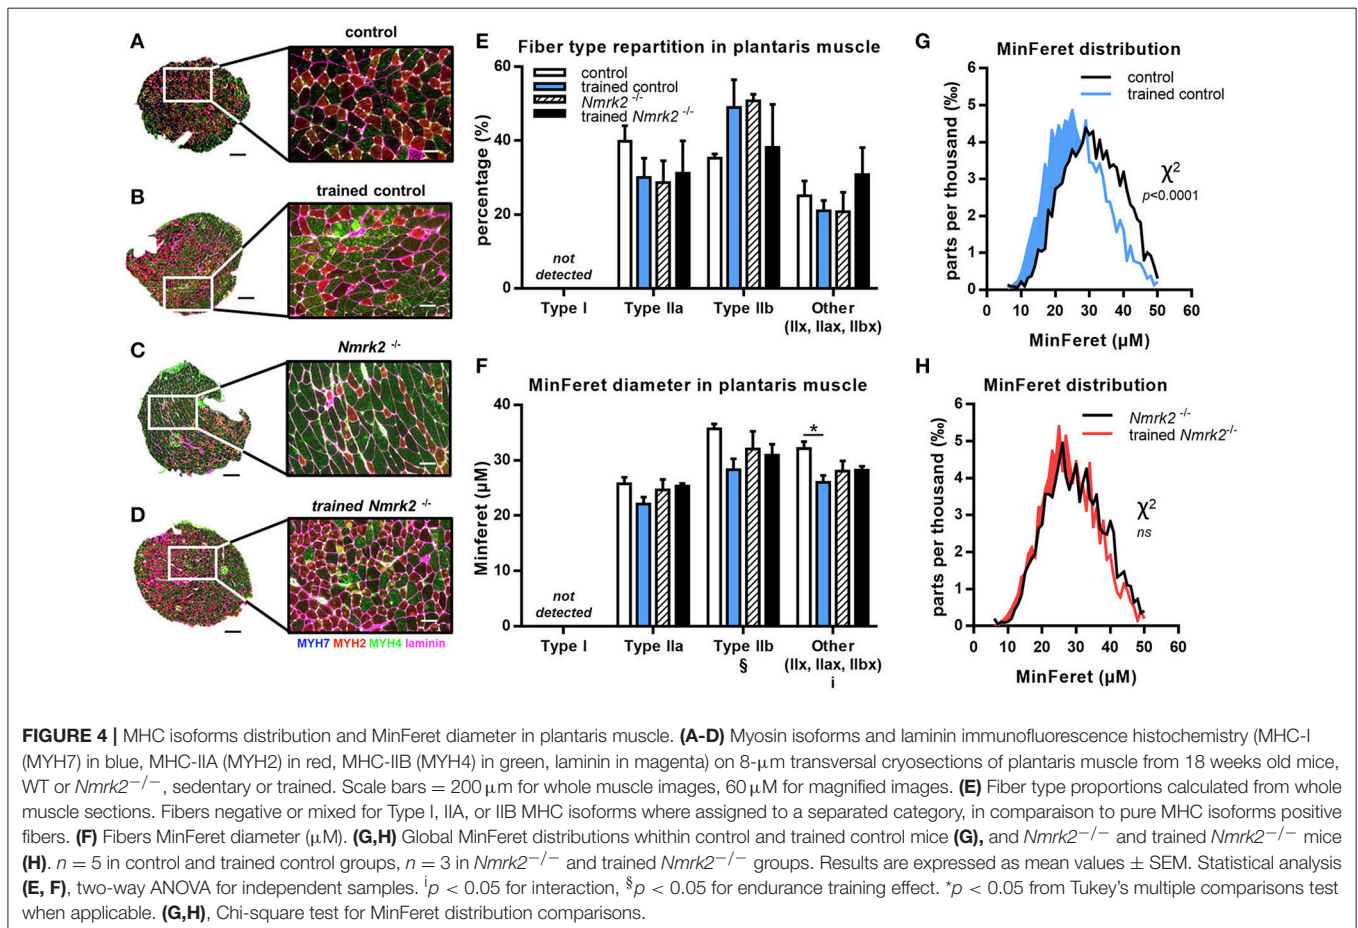 A
control
B
trained control
C
Nmrk2 -/-
D
trained Nmrk2 -/-
MYH7 MYH2 MYH4 laminin
E
Fiber type repartition in plantaris muscle
control
trained control
Nmrk2 -/-
trained Nmrk2 -/-
percentage (%)
60
40
20
0
not
detected
Type I
Type IIa
Type IIb
Other
(IIx, IIax, IIbx)
F
MinFeret diameter in plantaris muscle
Minferet (µM)
40
30
20
10
0
*
not
detected
Type I
Type IIa
Type IIb
§
Other
(IIx, IIax, IIbx)
i
G
MinFeret distribution
control
trained control
parts per thousand (‰)
6
5
4
3
2
1
0
χ2
p<0.0001
0 10 20 30 40 50 60
MinFeret (µM)
H
MinFeret distribution
Nmrk2 -/-
trained Nmrk2-/-
parts per thousand (‰)
6
5
4
3
2
1
0
χ2
ns
0 10 20 30 40 50 60
MinFeret (µM)
FIGURE 4 | MHC isoforms distribution and MinFeret diameter in plantaris muscle. (A-D) Myosin isoforms and laminin immunofluorescence histochemistry (MHC-I
(MYH7) in blue, MHC-IIA (MYH2) in red, MHC-IIB (MYH4) in green, laminin in magenta) on 8-µm transversal cryosections of plantaris muscle from 18 weeks old mice,
WT or Nmrk2−/−, sedentary or trained. Scale bars = 200 µm for whole muscle images, 60 µM for magnified images. (E) Fiber type proportions calculated from whole
muscle sections. Fibers negative or mixed for Type I, IIA, or IIB MHC isoforms where assigned to a separated category, in comparaison to pure MHC isoforms positive
fibers. (F) Fibers MinFeret diameter (µM). (G,H) Global MinFeret distributions whithin control and trained control mice (G), and Nmrk2−/− and trained Nmrk2−/− mice
(H). n = 5 in control and trained control groups, n = 3 in Nmrk2−/− and trained Nmrk2−/− groups. Results are expressed as mean values ± SEM. Statistical analysis
(E, F), two-way ANOVA for independent samples. ip < 0.05 for interaction, §p < 0.05 for endurance training effect. *p < 0.05 from Tukey's multiple comparisons test
when applicable. (G,H), Chi-square test for MinFeret distribution comparisons.